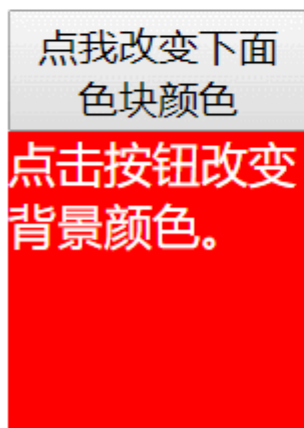 点我改变下面
色块颜色
点击按钮改变
背景颜色。